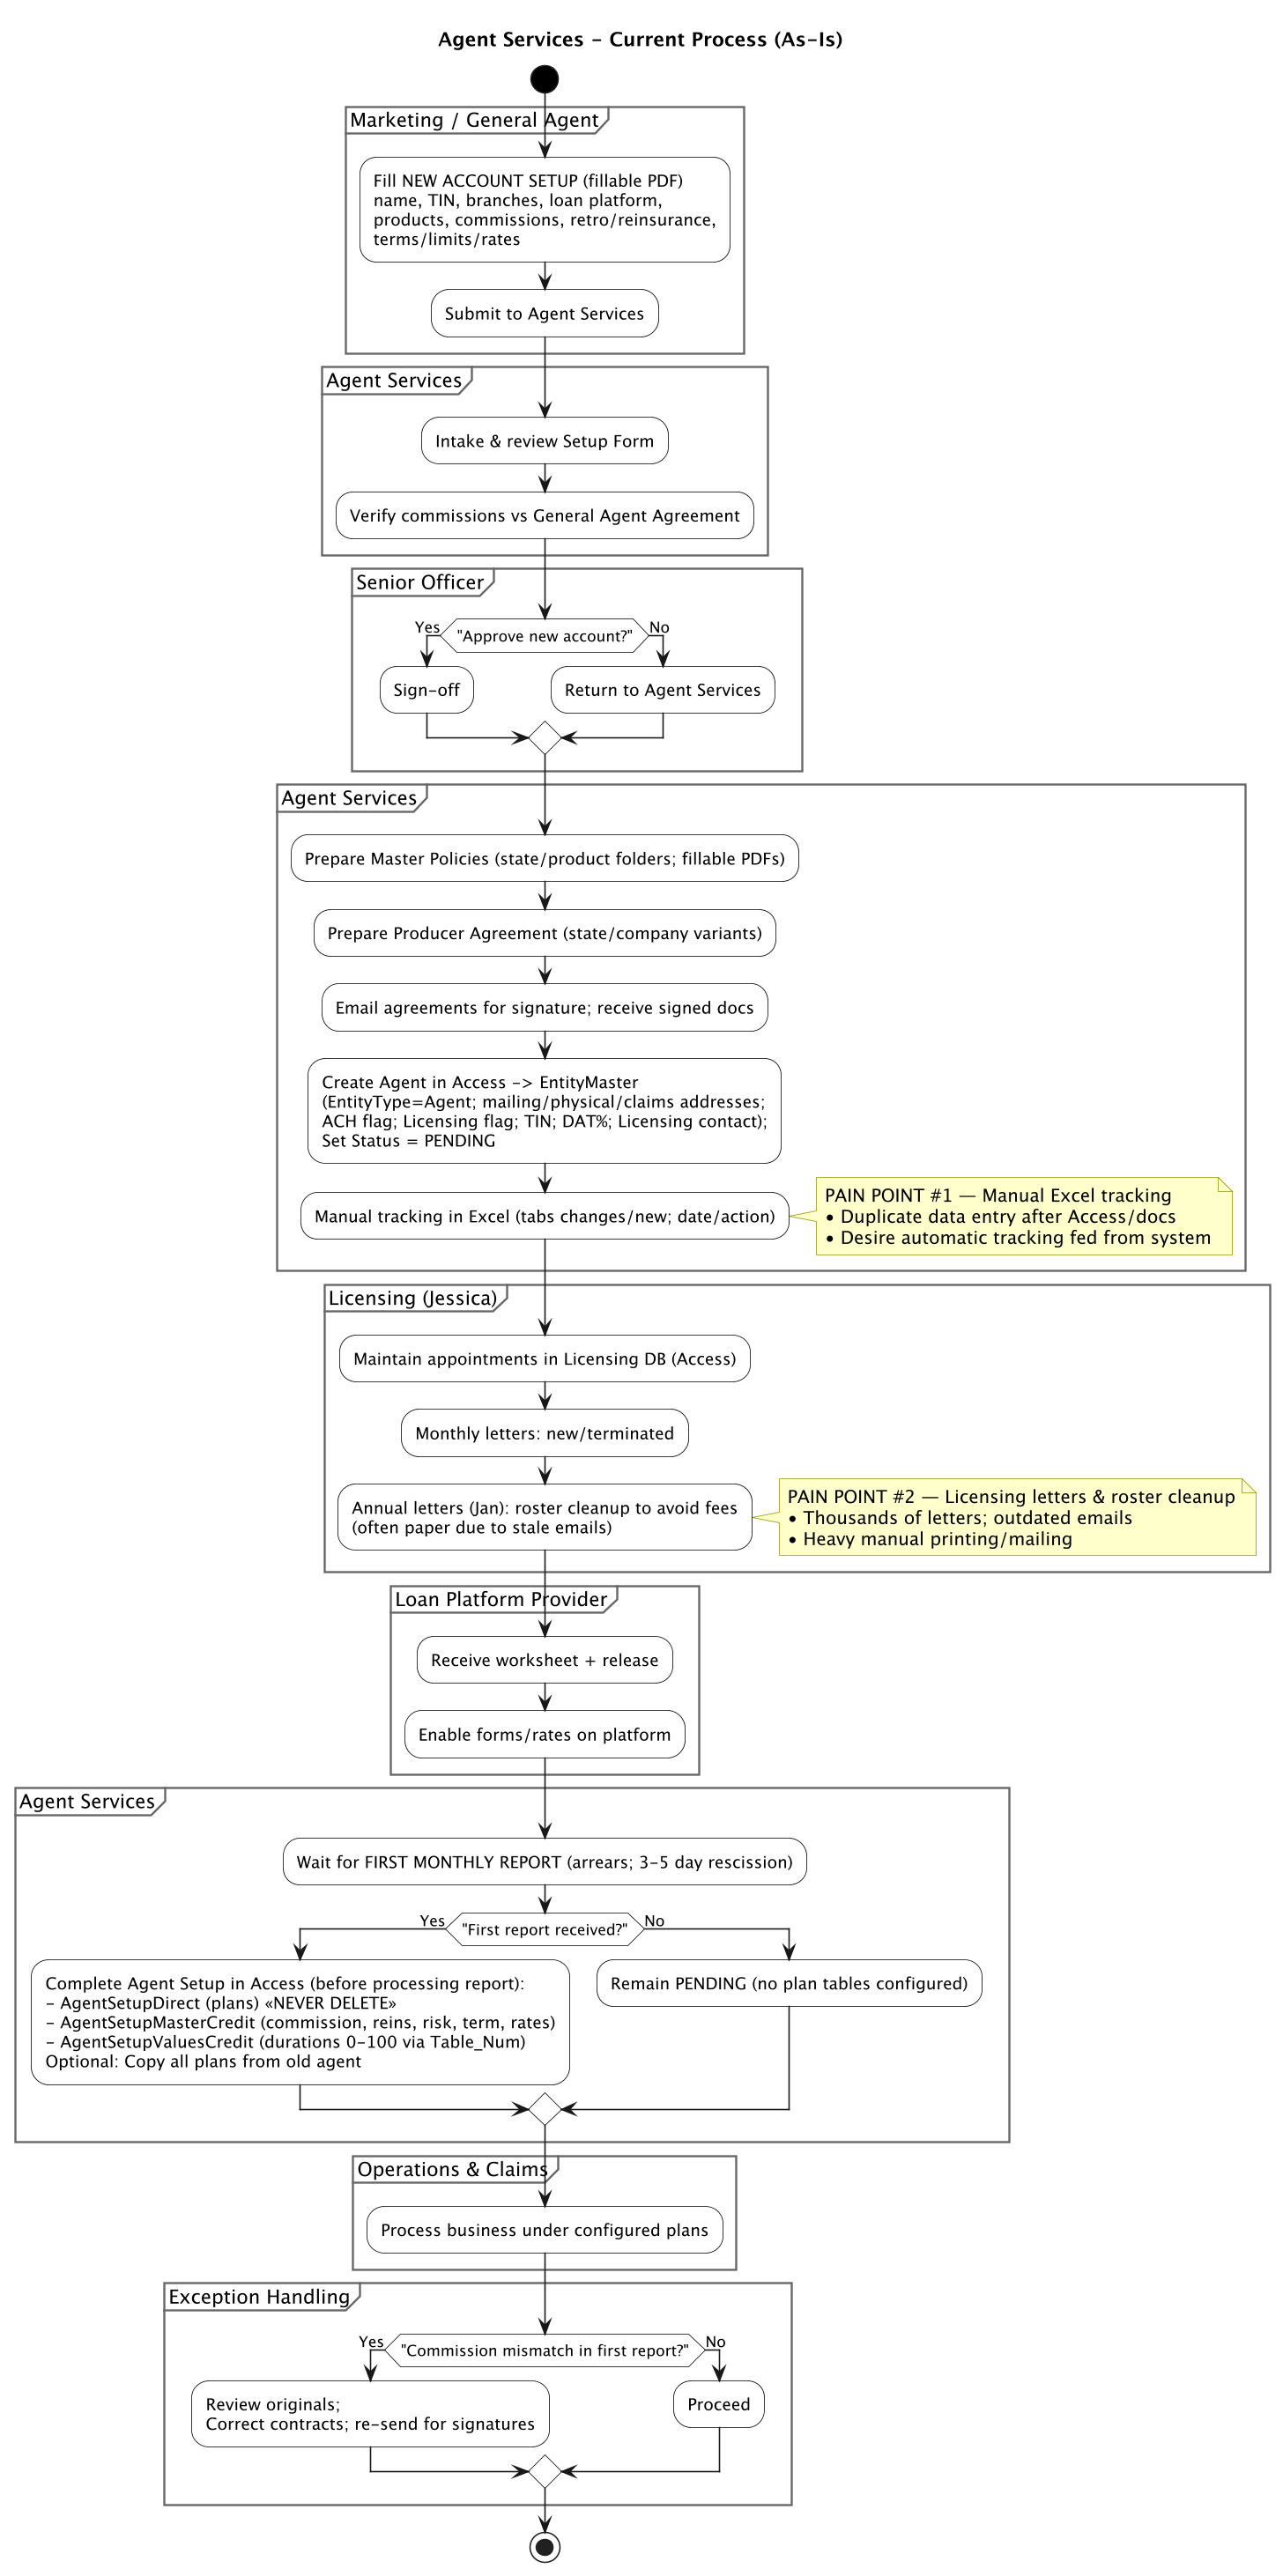 Agent Services - Current Process (As-Is)
Marketing / General Agent
Fill NEW ACCOUNT SETUP (fillable PDF)
name, TIN, branches, loan platform,
products, commissions, retro/reinsurance,
terms/limits/rates
Submit to Agent Services
Agent Services
Intake & review Setup Form
Verify commissions vs General Agent Agreement
Senior Officer
Yes
"Approve new account?"
No
Sign-off
Return to Agent Services
Agent Services
Prepare Master Policies (state/product folders; fillable PDFs)
Prepare Producer Agreement (state/company variants)
Email agreements for signature; receive signed docs
Create Agent in Access -> EntityMaster
(EntityType=Agent; mailing/physical/claims addresses;
ACH flag; Licensing flag; TIN; DAT%; Licensing contact);
Set Status = PENDING
Manual tracking in Excel (tabs changes/new; date/action)
PAIN POINT #1 — Manual Excel tracking
• Duplicate data entry after Access/docs
• Desire automatic tracking fed from system
Licensing (Jessica)
Maintain appointments in Licensing DB (Access)
Monthly letters: new/terminated
Annual letters (Jan): roster cleanup to avoid fees
(often paper due to stale emails)
PAIN POINT #2 — Licensing letters & roster cleanup
• Thousands of letters; outdated emails
• Heavy manual printing/mailing
Loan Platform Provider
Receive worksheet + release
Enable forms/rates on platform
Agent Services
Wait for FIRST MONTHLY REPORT (arrears; 3-5 day rescission)
Yes
"First report received?"
No
Complete Agent Setup in Access (before processing report):
- AgentSetupDirect (plans) «NEVER DELETE»
- AgentSetupMasterCredit (commission, reins, risk, term, rates)
- AgentSetupValuesCredit (durations 0-100 via Table_Num)
Optional: Copy all plans from old agent
Remain PENDING (no plan tables configured)
Operations & Claims
Process business under configured plans
Exception Handling
Yes
"Commission mismatch in first report?"
No
Review originals;
Correct contracts; re-send for signatures
Proceed